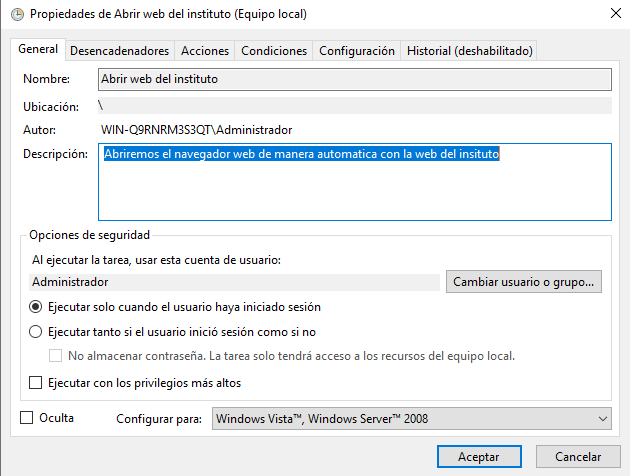 Propiedades de Abrir web del instituto (Equipo local)
General Desencadenadores Acciones Condiciones Configuración Historial (deshabilitado)
Nombre: Abrir web del instituto
Ubicación: \
Autor: WIN-Q9RNRM3S3QT\Administrador
Descripción: Abriremos el navegador web de manera automatica con la web del insituto
Opciones de seguridad
Al ejecutar la tarea, usar esta cuenta de usuario:
Administrador Cambiar usuario o grupo...
Ejecutar solo cuando el usuario haya iniciado sesión
Ejecutar tanto si el usuario inició sesión como si no
No almacenar contraseña. La tarea solo tendrá acceso a los recursos del equipo local.
Ejecutar con los privilegios más altos
Oculta Configurar para: Windows Vista™, Windows Server™ 2008
Aceptar Cancelar